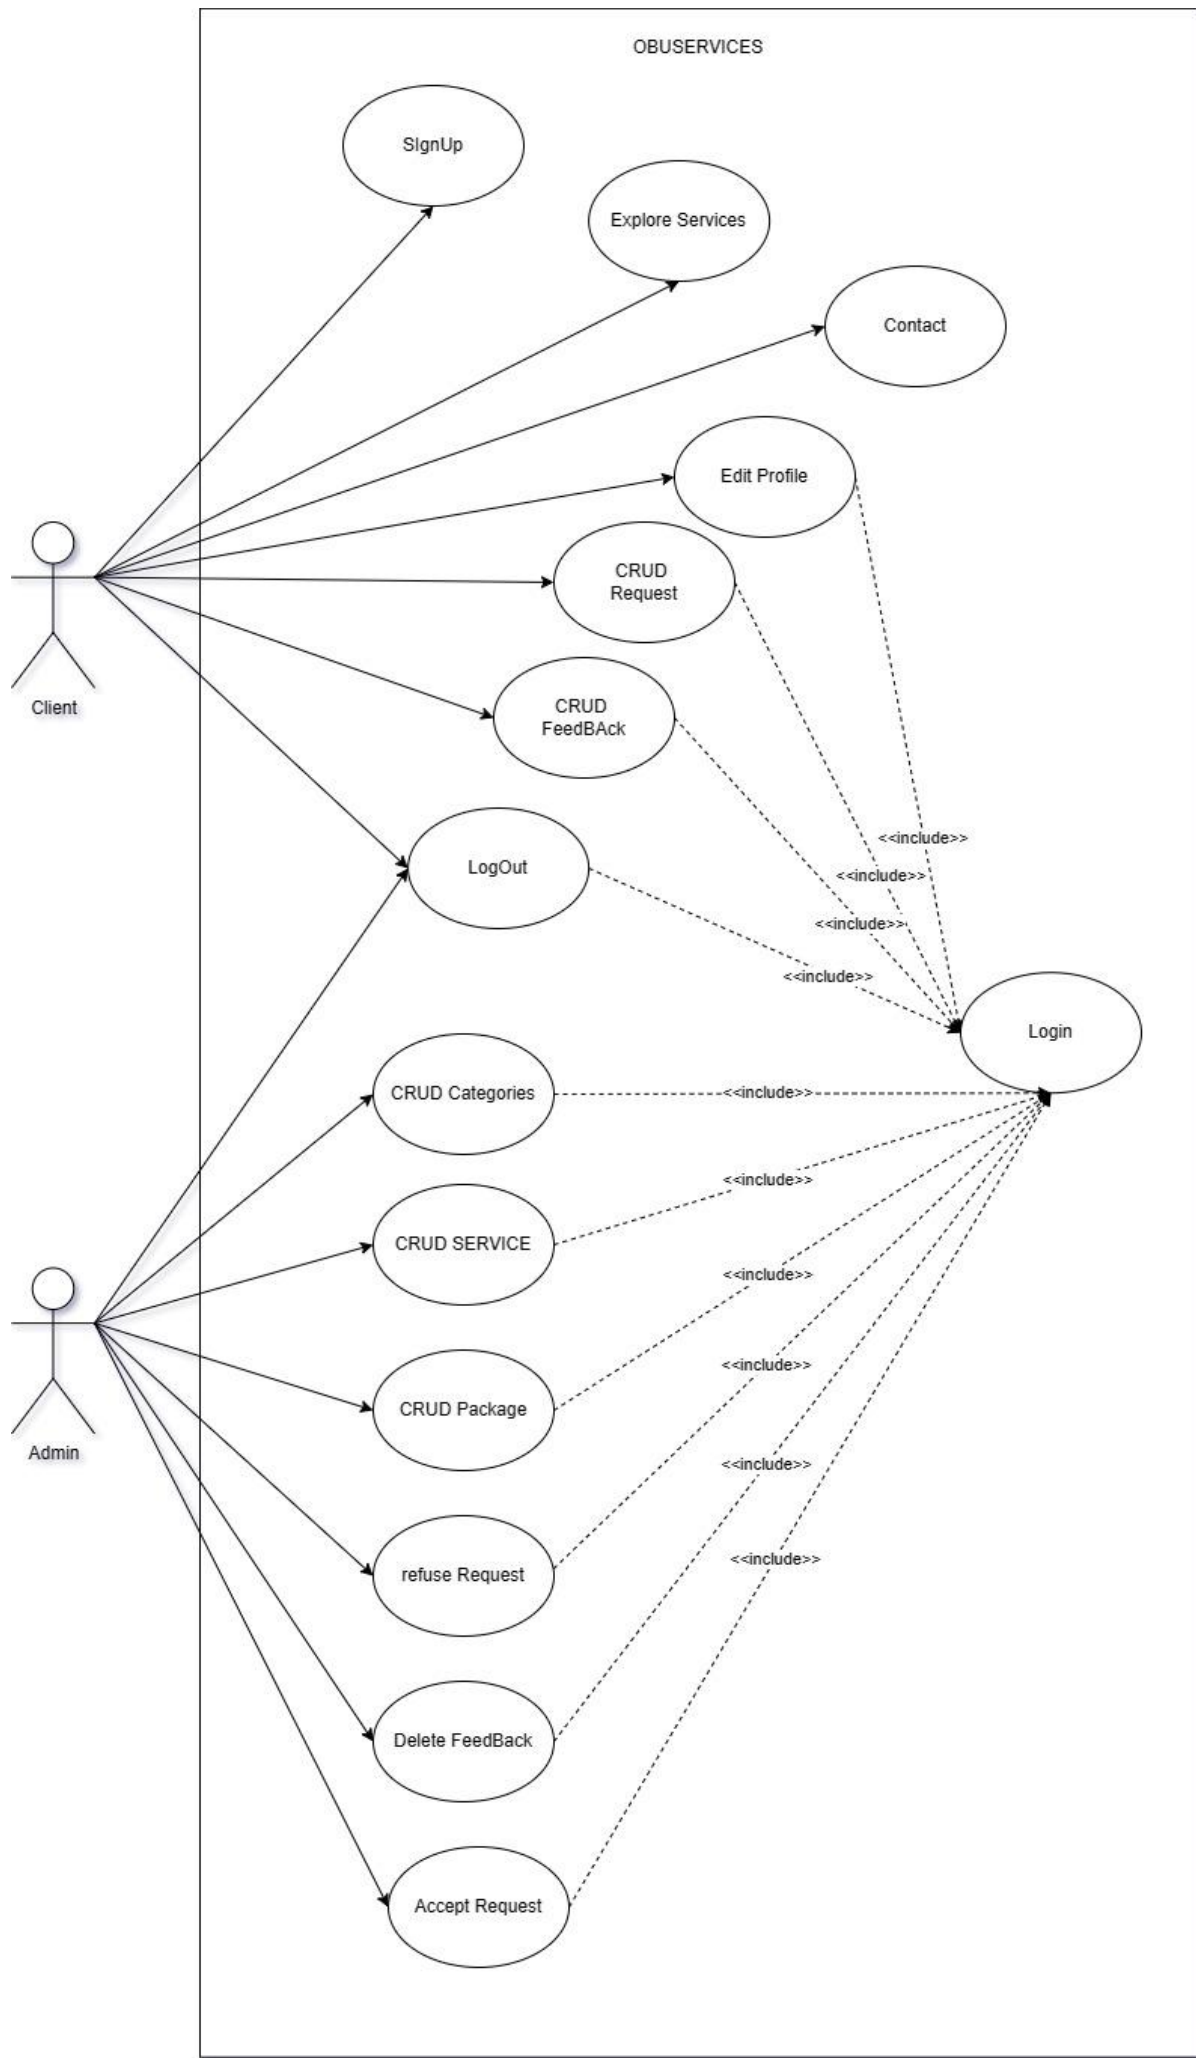 OBUSERVICES
SIgnUp
Explore Services
Contact
Edit Profile
CRUD
Request
Client
CRUD
FeedBAck
<<include>>
LogOut
<<include>>
<<include>>
<<include>>
Login
CRUD Categories
<<include>>
<<include>>
CRUD SERVICE
<<include>>
CRUD Package
<<include>>
Admin
<<include>>
<<include>>
refuse Request
Delete FeedBack
Accept Request